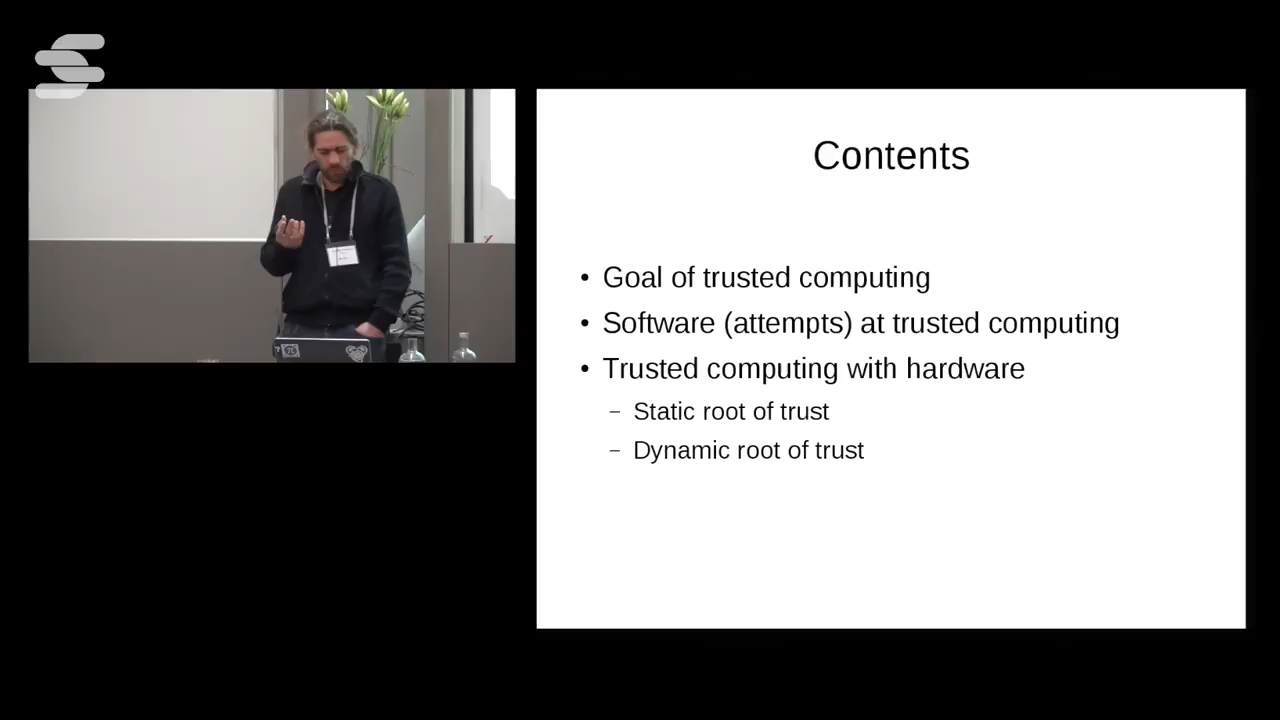 Contents
• Goal of trusted computing
• Software (attempts) at trusted computing
• Trusted computing with hardware
– Static root of trust
– Dynamic root of trust